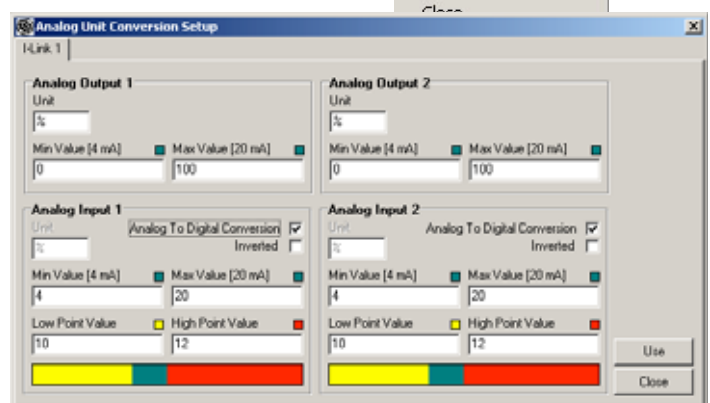 Close
Analog Unit Conversion Setup
I-Link 1
Analog Output 1
Unit
%
Min Value [4 mA] Max Value [20 mA]
0 100
Analog Output 2
Unit
%
Min Value [4 mA] Max Value [20 mA]
0 100
Analog Input 1
Unit Analog To Digital Conversion
% Inverted
Min Value [4 mA] Max Value [20 mA]
4 20
Low Point Value High Point Value
10 12
Analog Input 2
Unit Analog To Digital Conversion
% Inverted
Min Value [4 mA] Max Value [20 mA]
4 20
Low Point Value High Point Value
10 12
Use
Close